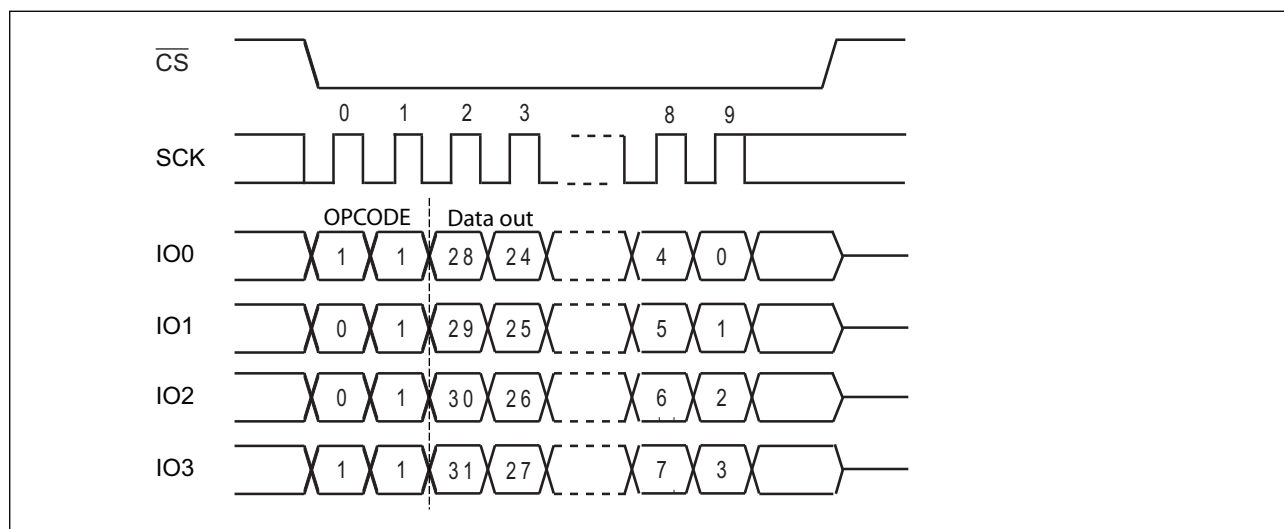 CS
0 1 2 3 8 9
SCK
OPCODE Data out
IO0 1 1 28 24 4 0
IO1 0 1 29 25 5 1
IO2 0 1 30 26 6 2
IO3 1 1 31 27 7 3